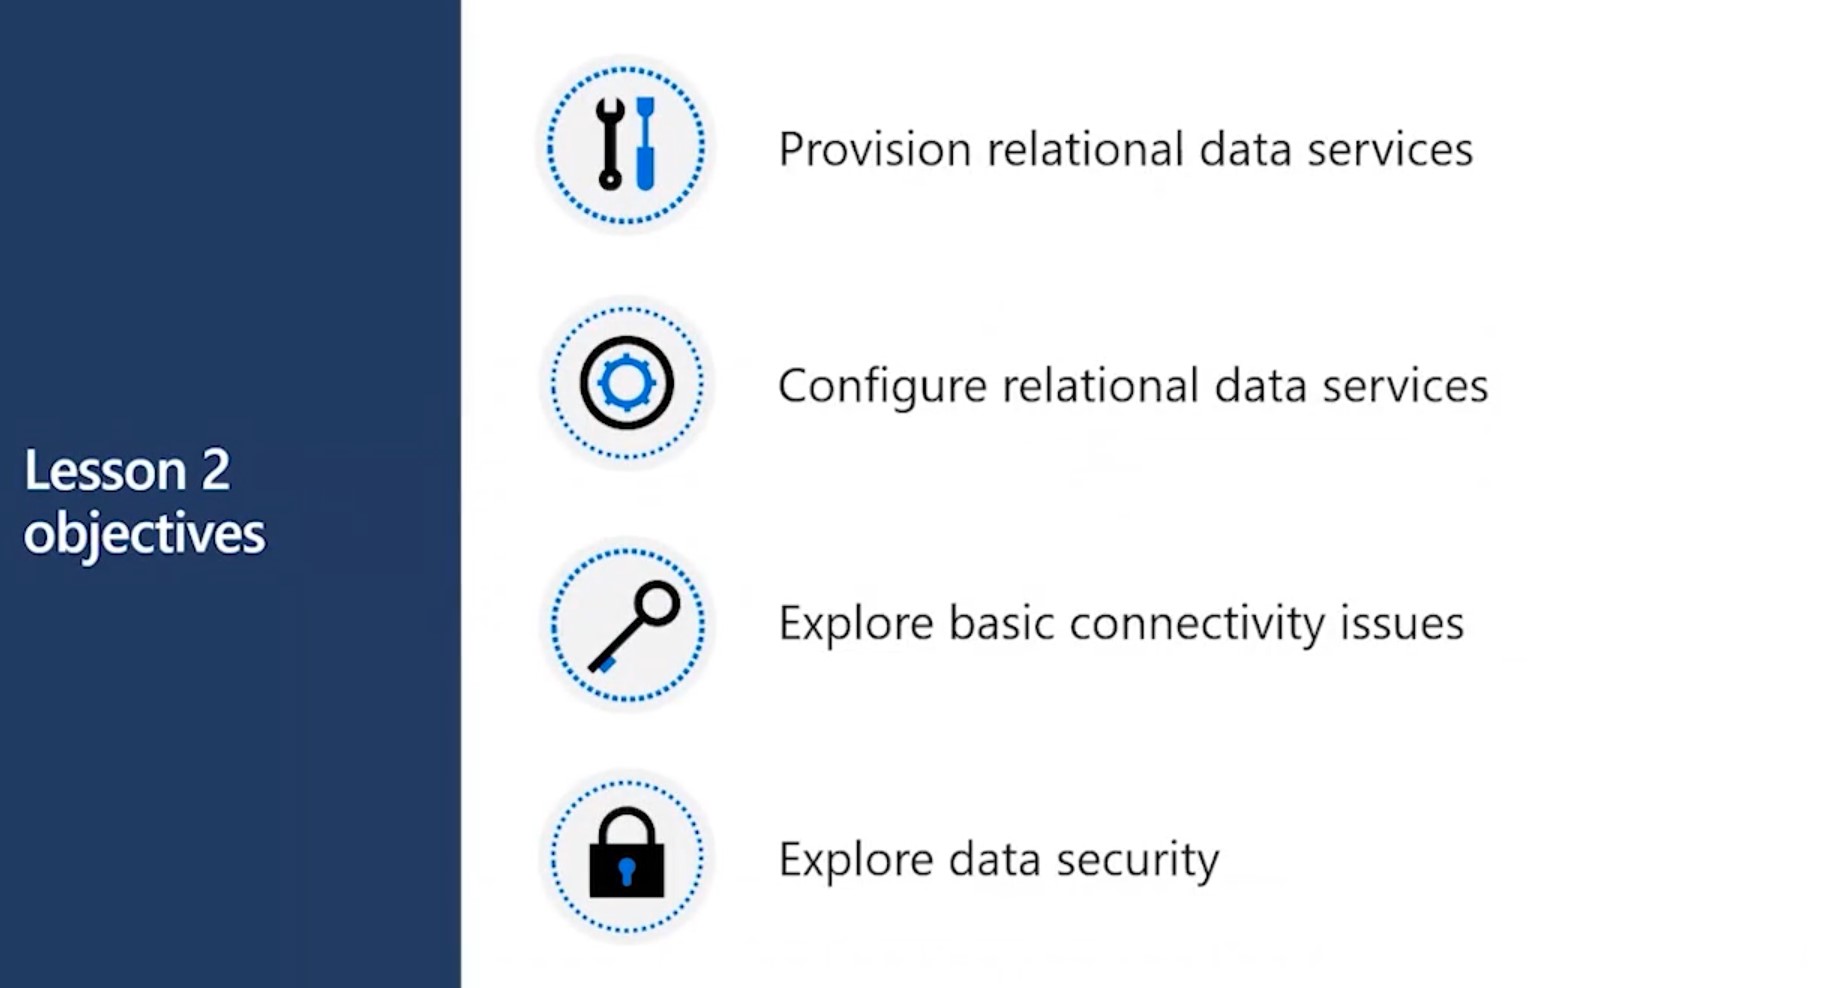 Lesson 2
objectives
Provision relational data services
Configure relational data services
Explore basic connectivity issues
Explore data security